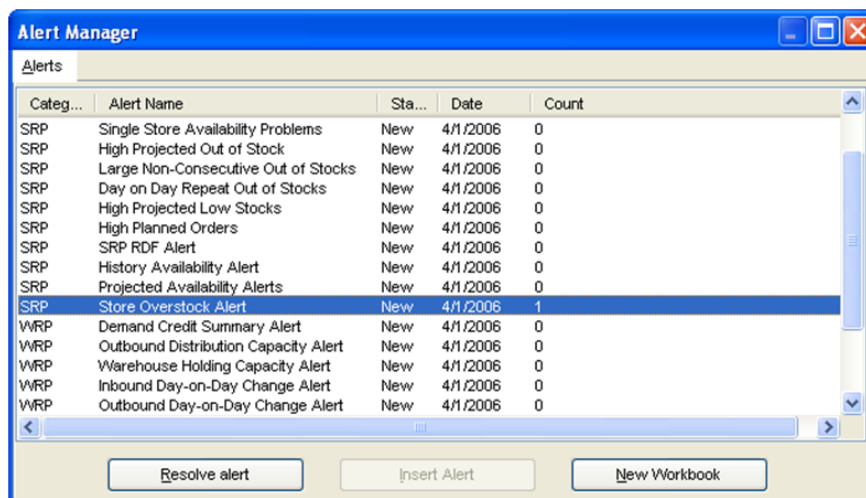 Alert Manager
Alerts
Categ... Alert Name Sta... Date Count
SRP Single Store Availability Problems New 4/1/2006 0
SRP High Projected Out of Stock New 4/1/2006 0
SRP Large Non-Consecutive Out of Stocks New 4/1/2006 0
SRP Day on Day Repeat Out of Stocks New 4/1/2006 0
SRP High Projected Low Stocks New 4/1/2006 0
SRP High Planned Orders New 4/1/2006 0
SRP SRP RDF Alert New 4/1/2006 0
SRP History Availability Alert New 4/1/2006 0
SRP Projected Availability Alerts New 4/1/2006 0
SRP Store Overstock Alert New 4/1/2006 1
WRP Demand Credit Summary Alert New 4/1/2006 0
WRP Outbound Distribution Capacity Alert New 4/1/2006 0
WRP Warehouse Holding Capacity Alert New 4/1/2006 0
WRP Inbound Day-on-Day Change Alert New 4/1/2006 0
WRP Outbound Day-on-Day Change Alert New 4/1/2006 0
Resolve alert Insert Alert New Workbook